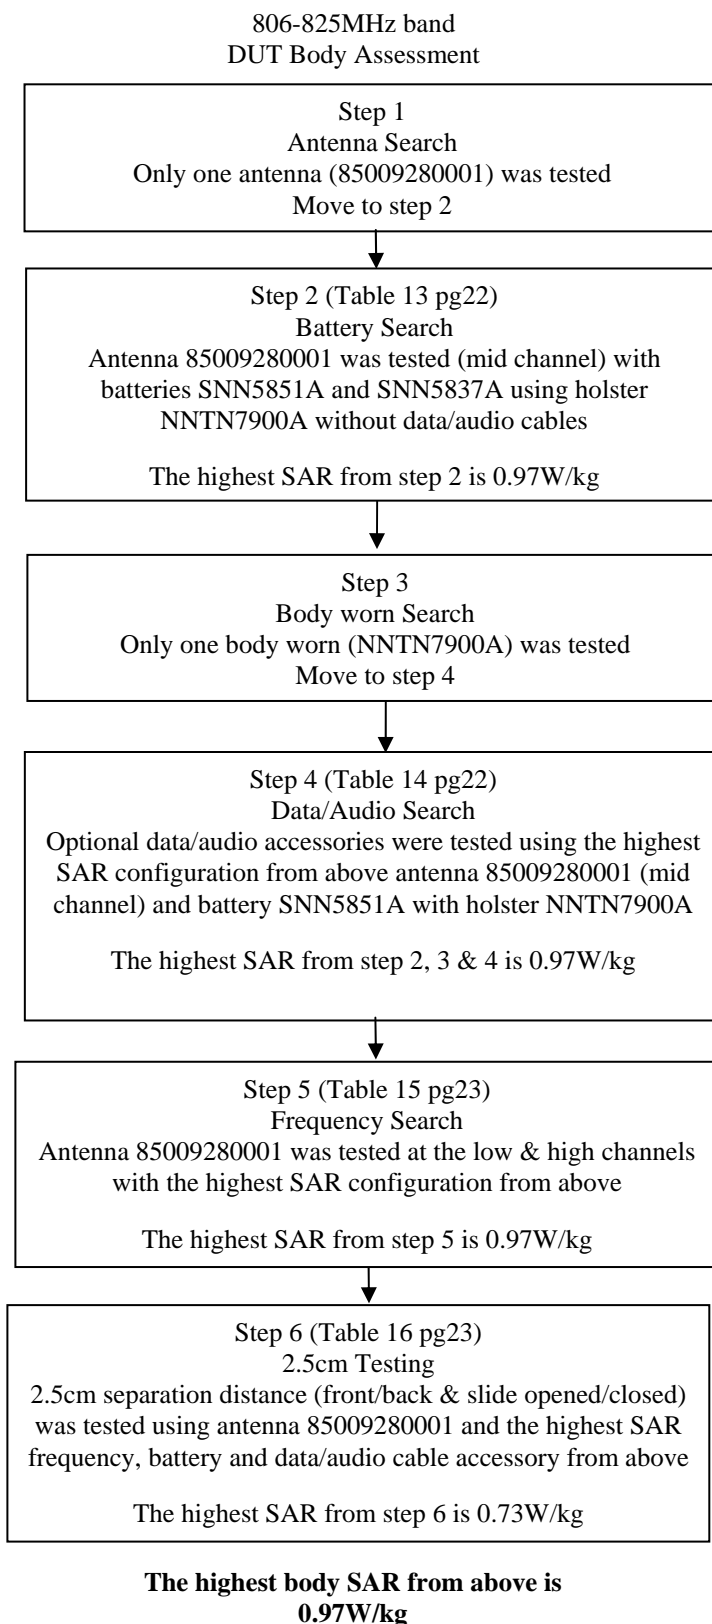 806-825MHz band
DUT Body Assessment
Step 1
Antenna Search
Only one antenna (85009280001) was tested
Move to step 2
Step 2 (Table 13 pg22)
Battery Search
Antenna 85009280001 was tested (mid channel) with
batteries SNN5851A and SNN5837A using holster
NNTN7900A without data/audio cables
The highest SAR from step 2 is 0.97W/kg
Step 3
Body worn Search
Only one body worn (NNTN7900A) was tested
Move to step 4
Step 4 (Table 14 pg22)
Data/Audio Search
Optional data/audio accessories were tested using the highest
SAR configuration from above antenna 85009280001 (mid
channel) and battery SNN5851A with holster NNTN7900A
The highest SAR from step 2, 3 & 4 is 0.97W/kg
Step 5 (Table 15 pg23)
Frequency Search
Antenna 85009280001 was tested at the low & high channels
with the highest SAR configuration from above
The highest SAR from step 5 is 0.97W/kg
Step 6 (Table 16 pg23)
2.5cm Testing
2.5cm separation distance (front/back & slide opened/closed)
was tested using antenna 85009280001 and the highest SAR
frequency, battery and data/audio cable accessory from above
The highest SAR from step 6 is 0.73W/kg
The highest body SAR from above is
0.97W/kg